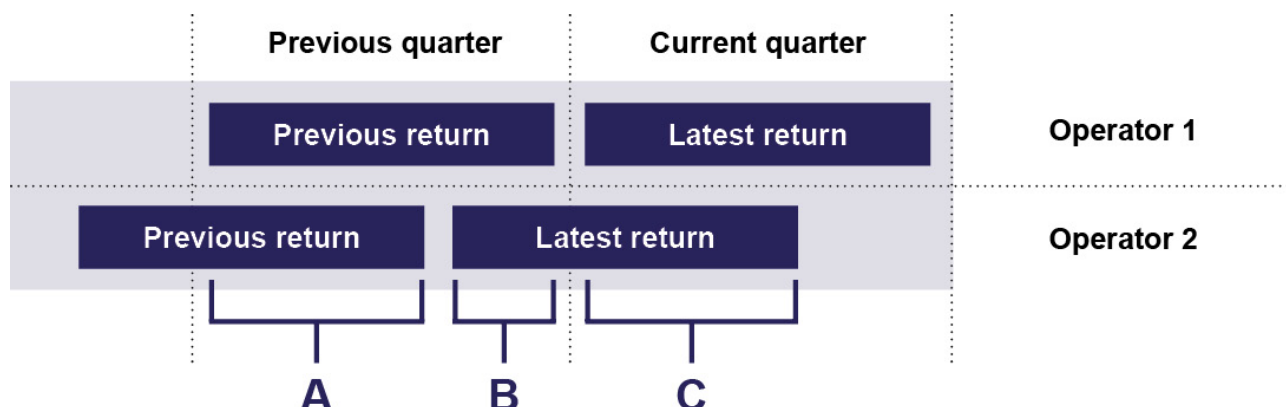 Previous quarter Current quarter
Previous return Latest return Operator 1
Previous return Latest return Operator 2
A B C